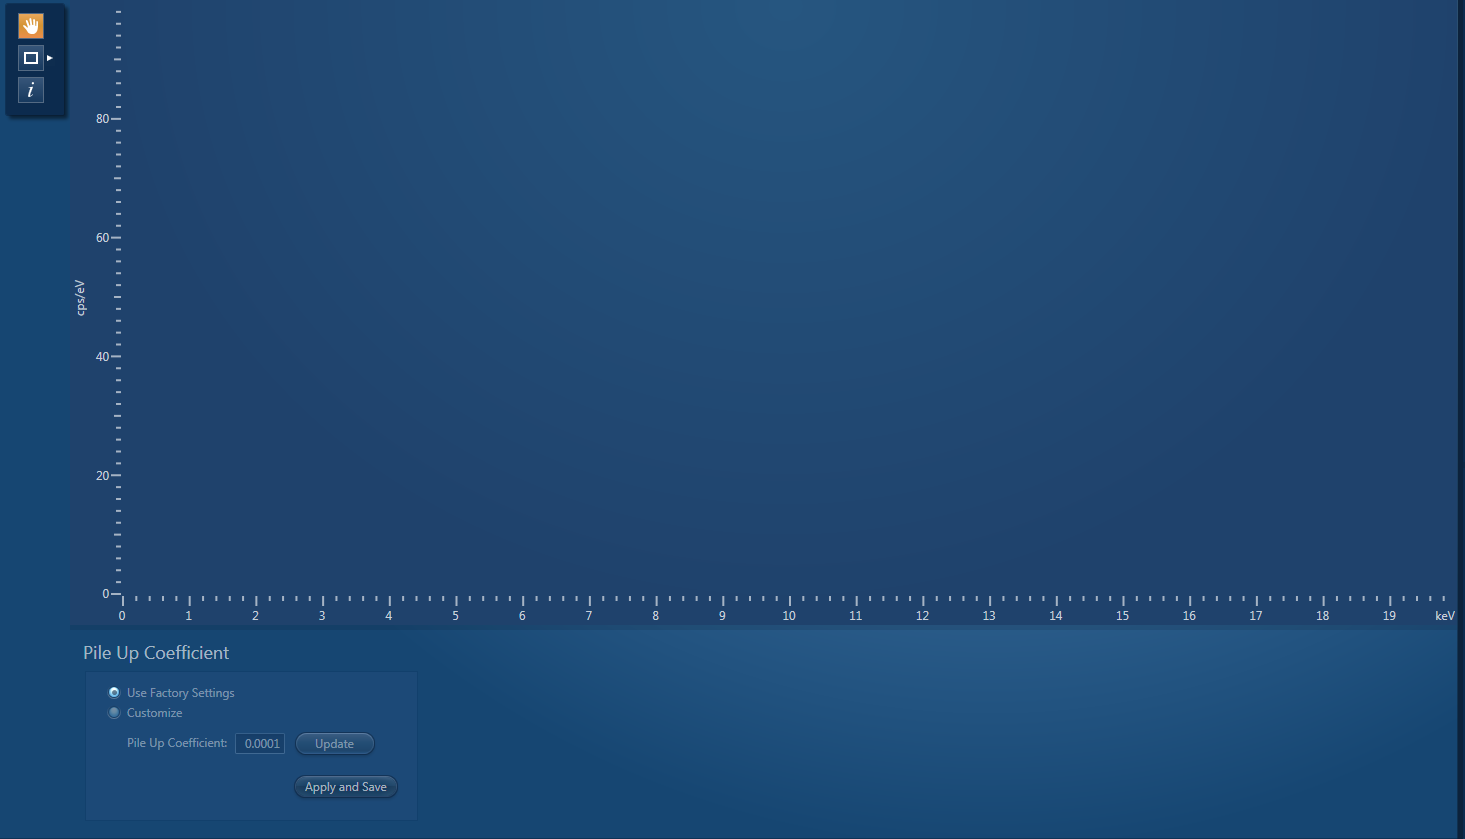 i
80
60
cps/eV
40
20
0
0 1 2 3 4 5 6 7 8 9 10 11 12 13 14 15 16 17 18 19 keV
Pile Up Coefficient
Use Factory Settings
Customize
Pile Up Coefficient: 0.0001 Update
Apply and Save